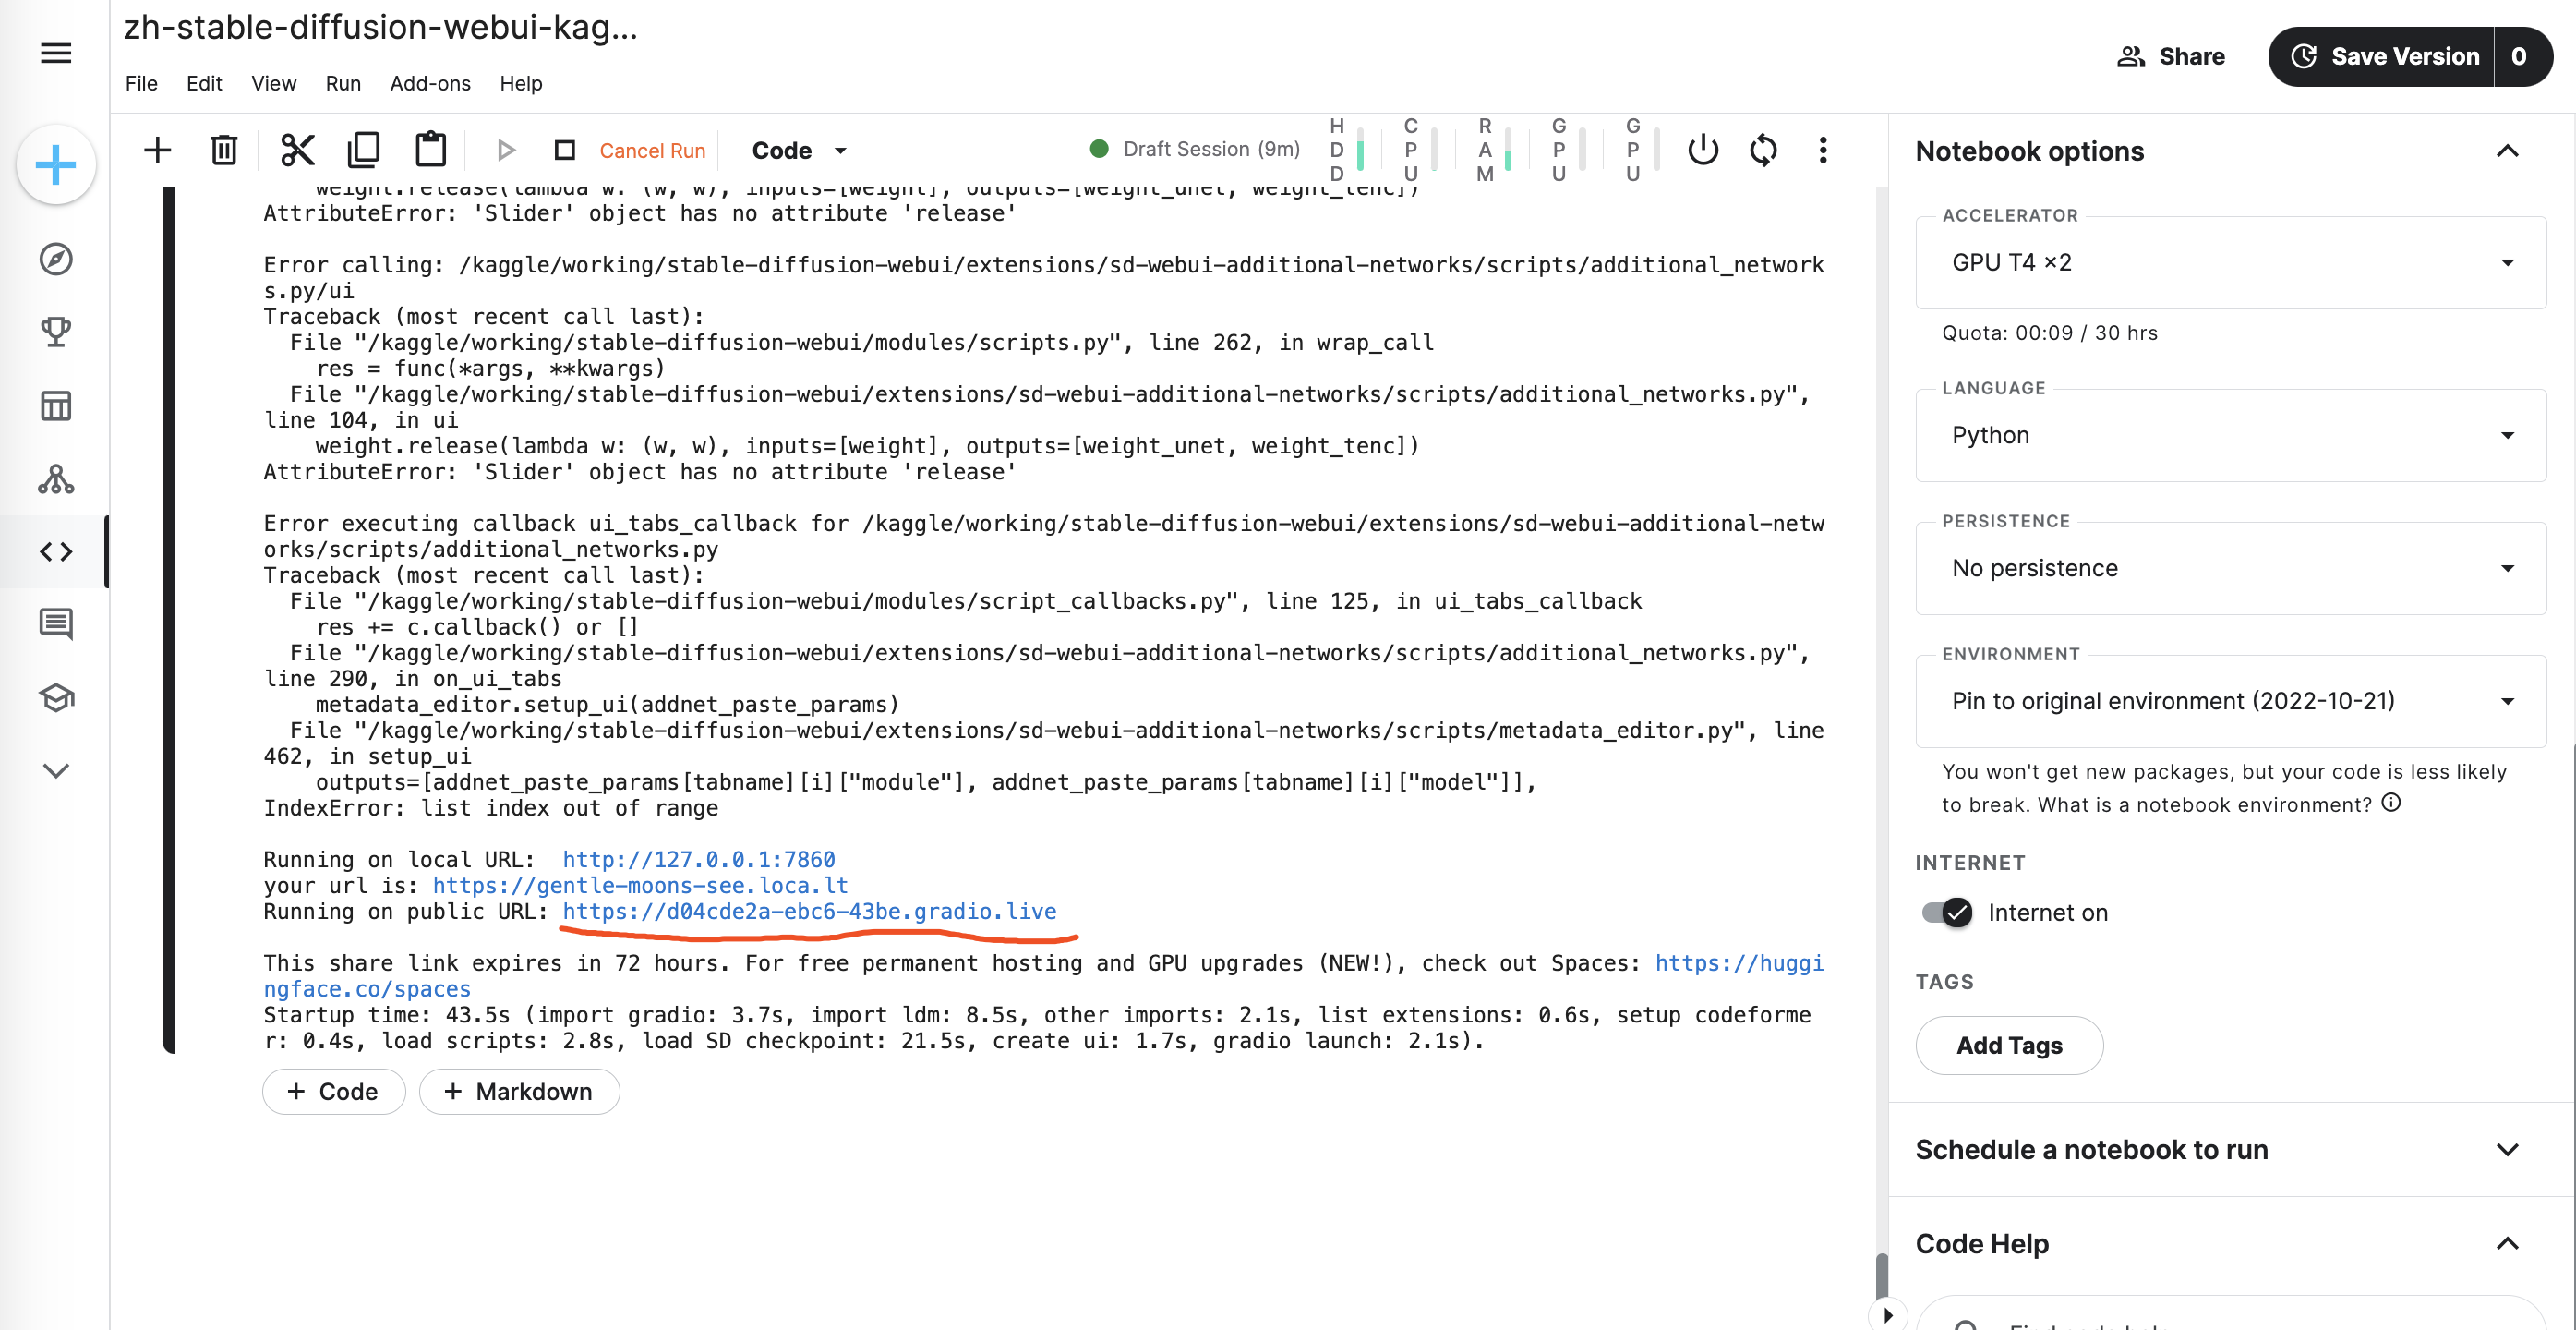 zh-stable-diffusion-webui-kag...
File Edit View Run Add-ons Help
Share
Save Version 0
Cancel Run
Code
Draft Session (9m)
HDD
CPU
RAM
GPU
GPU
weight.release(lambda w: (w, w), inputs=[weight], outputs=[weight_unet, weight_tenc])
AttributeError: 'Slider' object has no attribute 'release'
Error calling: /kaggle/working/stable-diffusion-webui/extensions/sd-webui-additional-networks/scripts/additional_network
s.py/ui
Traceback (most recent call last):
File "/kaggle/working/stable-diffusion-webui/modules/scripts.py", line 262, in wrap_call
res = func(*args, **kwargs)
File "/kaggle/working/stable-diffusion-webui/extensions/sd-webui-additional-networks/scripts/additional_networks.py",
line 104, in ui
weight.release(lambda w: (w, w), inputs=[weight], outputs=[weight_unet, weight_tenc])
AttributeError: 'Slider' object has no attribute 'release'
Error executing callback ui_tabs_callback for /kaggle/working/stable-diffusion-webui/extensions/sd-webui-additional-netw
orks/scripts/additional_networks.py
Traceback (most recent call last):
File "/kaggle/working/stable-diffusion-webui/modules/script_callbacks.py", line 125, in ui_tabs_callback
res += c.callback() or []
File "/kaggle/working/stable-diffusion-webui/extensions/sd-webui-additional-networks/scripts/additional_networks.py",
line 290, in on_ui_tabs
metadata_editor.setup_ui(addnet_paste_params)
File "/kaggle/working/stable-diffusion-webui/extensions/sd-webui-additional-networks/scripts/metadata_editor.py", line
462, in setup_ui
outputs=[addnet_paste_params[tabname][i]["module"], addnet_paste_params[tabname][i]["model"]],
IndexError: list index out of range
Running on local URL:  http://127.0.0.1:7860
your url is: https://gentle-moons-see.loca.lt
Running on public URL: https://d04cde2a-ebc6-43be.gradio.live
This share link expires in 72 hours. For free permanent hosting and GPU upgrades (NEW!), check out Spaces: https://huggi
ngface.co/spaces
Startup time: 43.5s (import gradio: 3.7s, import ldm: 8.5s, other imports: 2.1s, list extensions: 0.6s, setup codeforme
r: 0.4s, load scripts: 2.8s, load SD checkpoint: 21.5s, create ui: 1.7s, gradio launch: 2.1s).
+ Code
+ Markdown
Notebook options
ACCELERATOR
GPU T4 ×2
Quota: 00:09 / 30 hrs
LANGUAGE
Python
PERSISTENCE
No persistence
ENVIRONMENT
Pin to original environment (2022-10-21)
You won't get new packages, but your code is less likely
to break. What is a notebook environment?
INTERNET
Internet on
TAGS
Add Tags
Schedule a notebook to run
Code Help